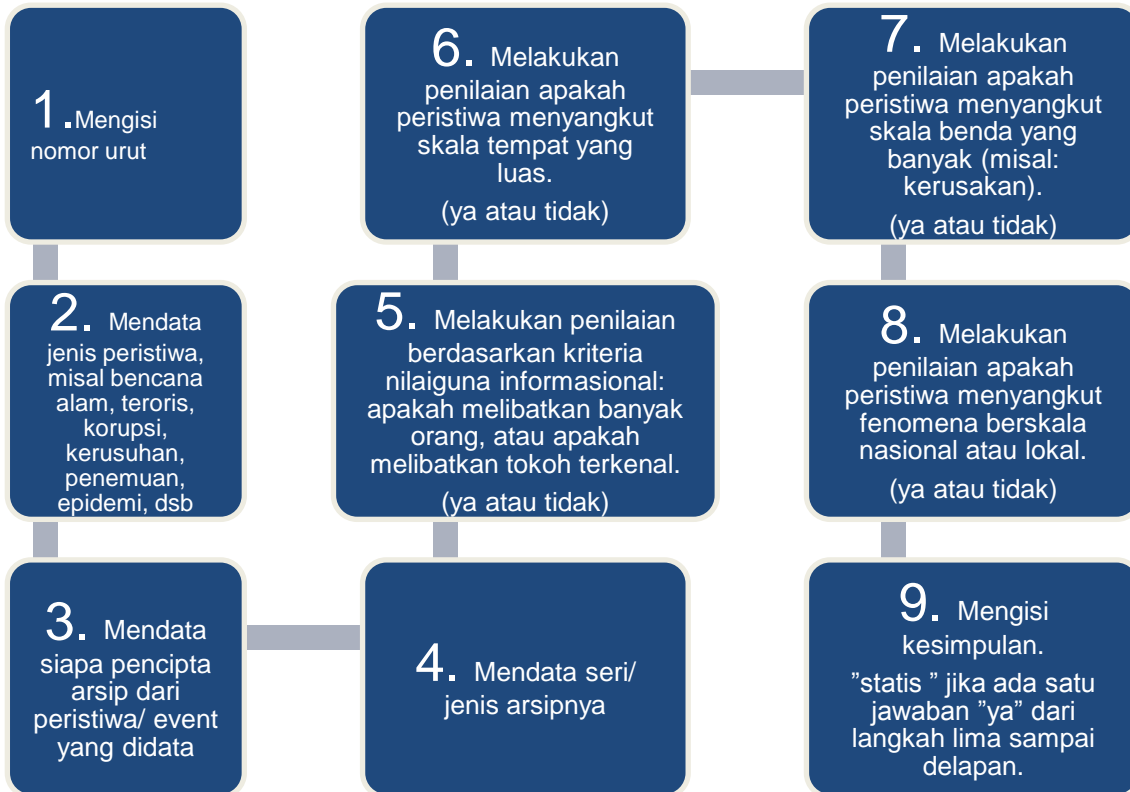 1.Mengisi
nomor urut
2. Mendata
jenis peristiwa,
misal bencana
alam, teroris,
korupsi,
kerusuhan,
penemuan,
epidemi, dsb
3. Mendata
siapa pencipta
arsip dari
peristiwa/ event
yang didata
4. Mendata seri/
jenis arsipnya
5. Melakukan penilaian
berdasarkan kriteria
nilaiguna informasional:
apakah melibatkan banyak
orang, atau apakah
melibatkan tokoh terkenal.
(ya atau tidak)
6. Melakukan
penilaian apakah
peristiwa menyangkut
skala tempat yang
luas.
(ya atau tidak)
7. Melakukan
penilaian apakah
peristiwa menyangkut
skala benda yang
banyak (misal:
kerusakan).
(ya atau tidak)
8. Melakukan
penilaian apakah
peristiwa menyangkut
fenomena berskala
nasional atau lokal.
(ya atau tidak)
9. Mengisi
kesimpulan.
”statis ” jika ada satu
jawaban ”ya” dari
langkah lima sampai
delapan.